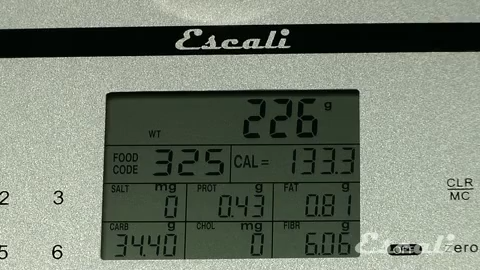 Escali
226 g
WT
FOOD CODE 325 CAL= 133.3
SALT mg 0 PROT g 0.43 FAT g 0.81
CARB g 34.40 CHOL mg 0 FIBR g 6.06
2 3
5 6
CLR
MC
OFF zero
Escali